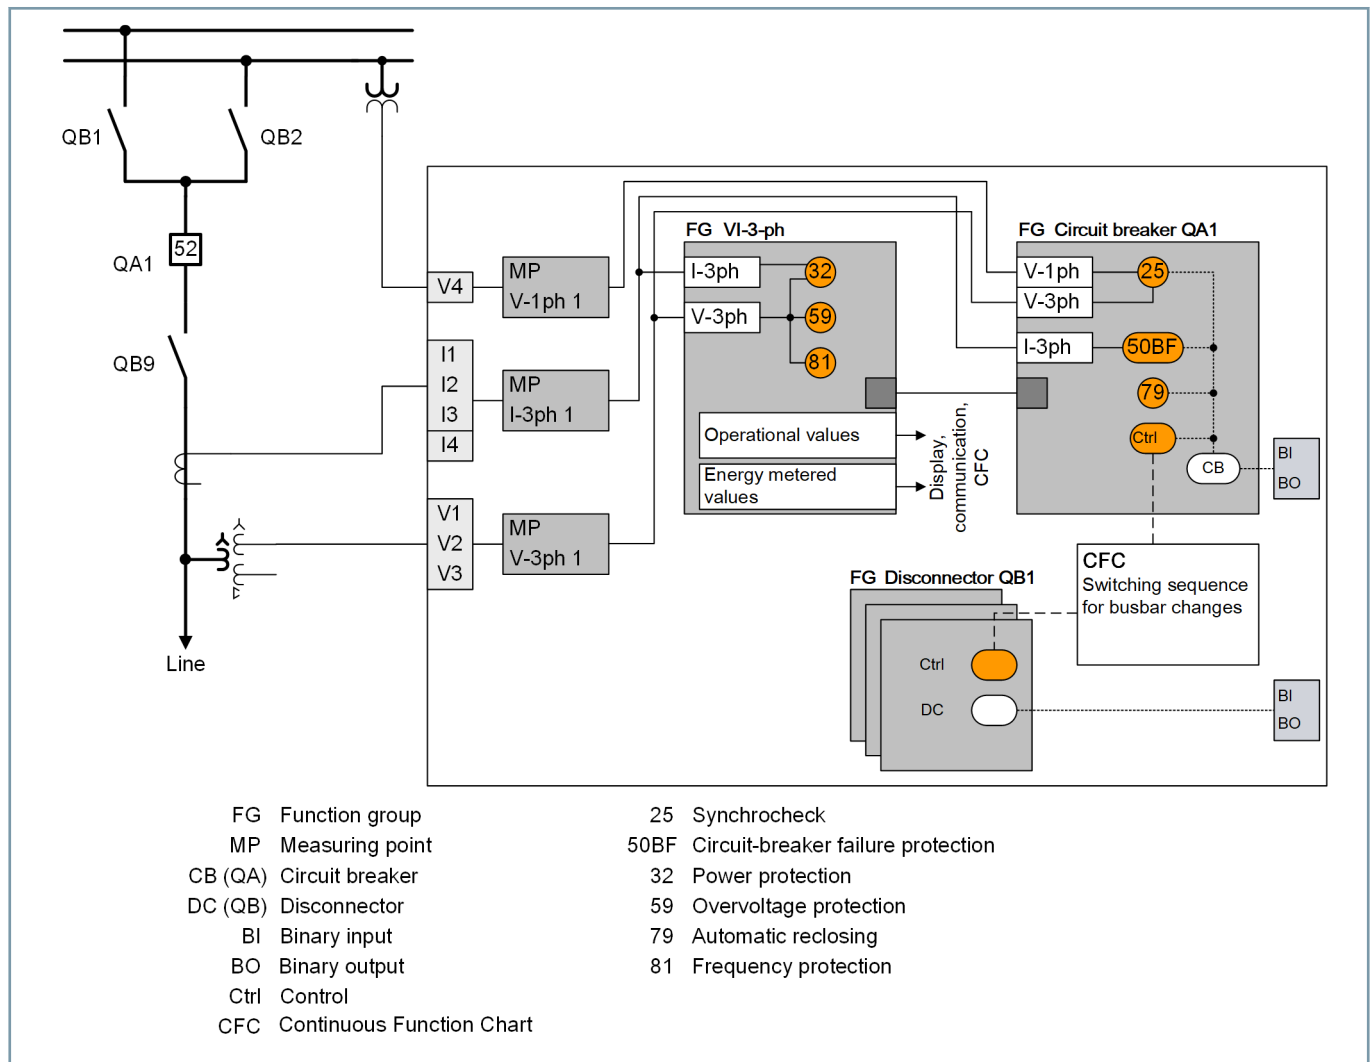 QB1
QB2
52
QA1
QB9
Line
V4
I1
I2
I3
I4
V1
V2
V3
MP
V-1ph 1
MP
I-3ph 1
MP
V-3ph 1
FG VI-3-ph
I-3ph
V-3ph
32
59
81
Operational values
Energy metered
values
Display,
communication,
CFC
FG Circuit breaker QA1
V-1ph
V-3ph
I-3ph
25
50BF
79
Ctrl
CB
BI
BO
CFC
Switching sequence
for busbar changes
FG Disconnector QB1
Ctrl
DC
BI
BO
FG Function group
MP Measuring point
CB (QA) Circuit breaker
DC (QB) Disconnector
BI Binary input
BO Binary output
Ctrl Control
CFC Continuous Function Chart
25 Synchrocheck
50BF Circuit-breaker failure protection
32 Power protection
59 Overvoltage protection
79 Automatic reclosing
81 Frequency protection